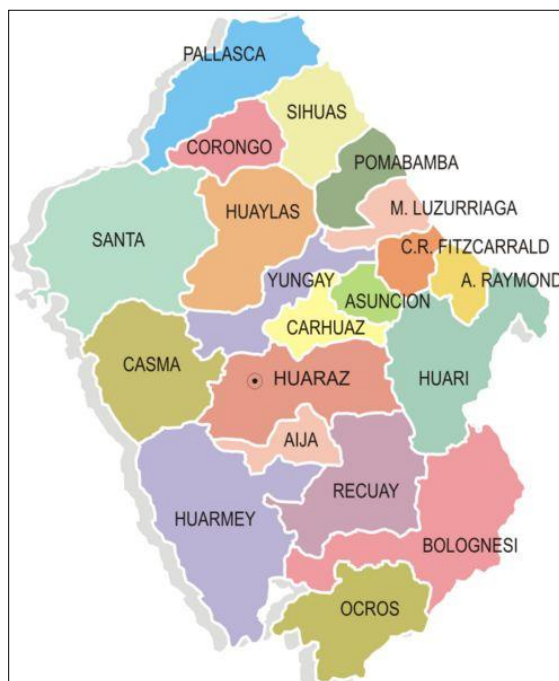 PALLASCA
SIHUAS
CORONGO
POMABAMBA
HUAYLAS
M. LUZURRIAGA
SANTA
C.R. FITZCARRALD
YUNGAY
A. RAYMOND
ASUNCION
CARHUAZ
CASMA
HUARAZ
HUARI
AIJA
RECUAY
HUARMEY
BOLOGNESI
OCROS